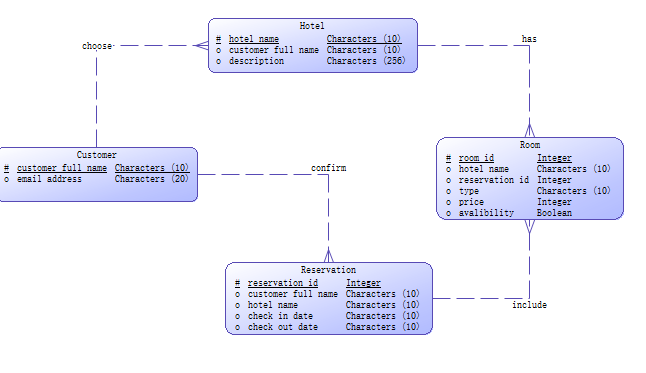 Hotel
# hotel name Characters (10)
o customer full name Characters (10)
o description Characters (256)
choose
has
Customer
# customer full name Characters (10)
o email address Characters (20)
Room
# room id Integer
o hotel name Characters (10)
o reservation id Integer
o type Characters (10)
o price Integer
o avalibility Boolean
confirm
Reservation
# reservation id Integer
o customer full name Characters (10)
o hotel name Characters (10)
o check in date Characters (10)
o check out date Characters (10)
include